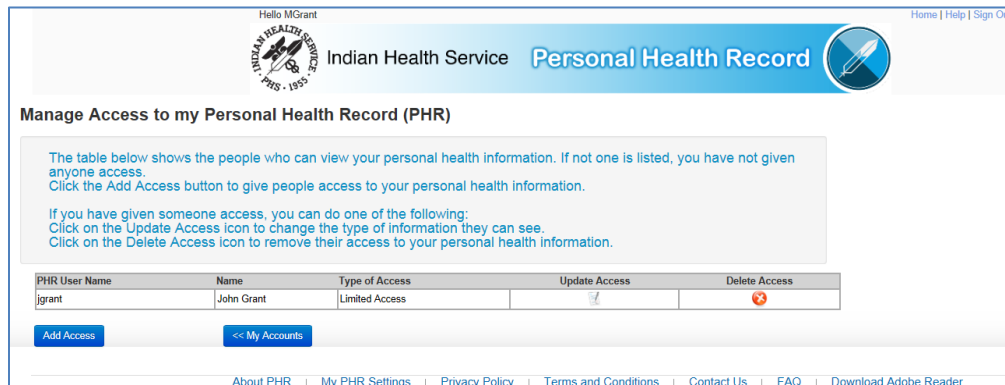 Hello MGrant
Home | Help | Sign
INDIAN HEALTH SERVICE
PHS - 1955
Indian Health Service
Personal Health Record
Manage Access to my Personal Health Record (PHR)
The table below shows the people who can view your personal health information. If not one is listed, you have not given
anyone access.
Click the Add Access button to give people access to your personal health information.
If you have given someone access, you can do one of the following:
Click on the Update Access icon to change the type of information they can see.
Click on the Delete Access icon to remove their access to your personal health information.
PHR User Name Name Type of Access Update Access Delete Access
jgrant John Grant Limited Access
Add Access << My Accounts
About PHR | My PHR Settings | Privacy Policy | Terms and Conditions | Contact Us | FAQ | Download Adobe Reader